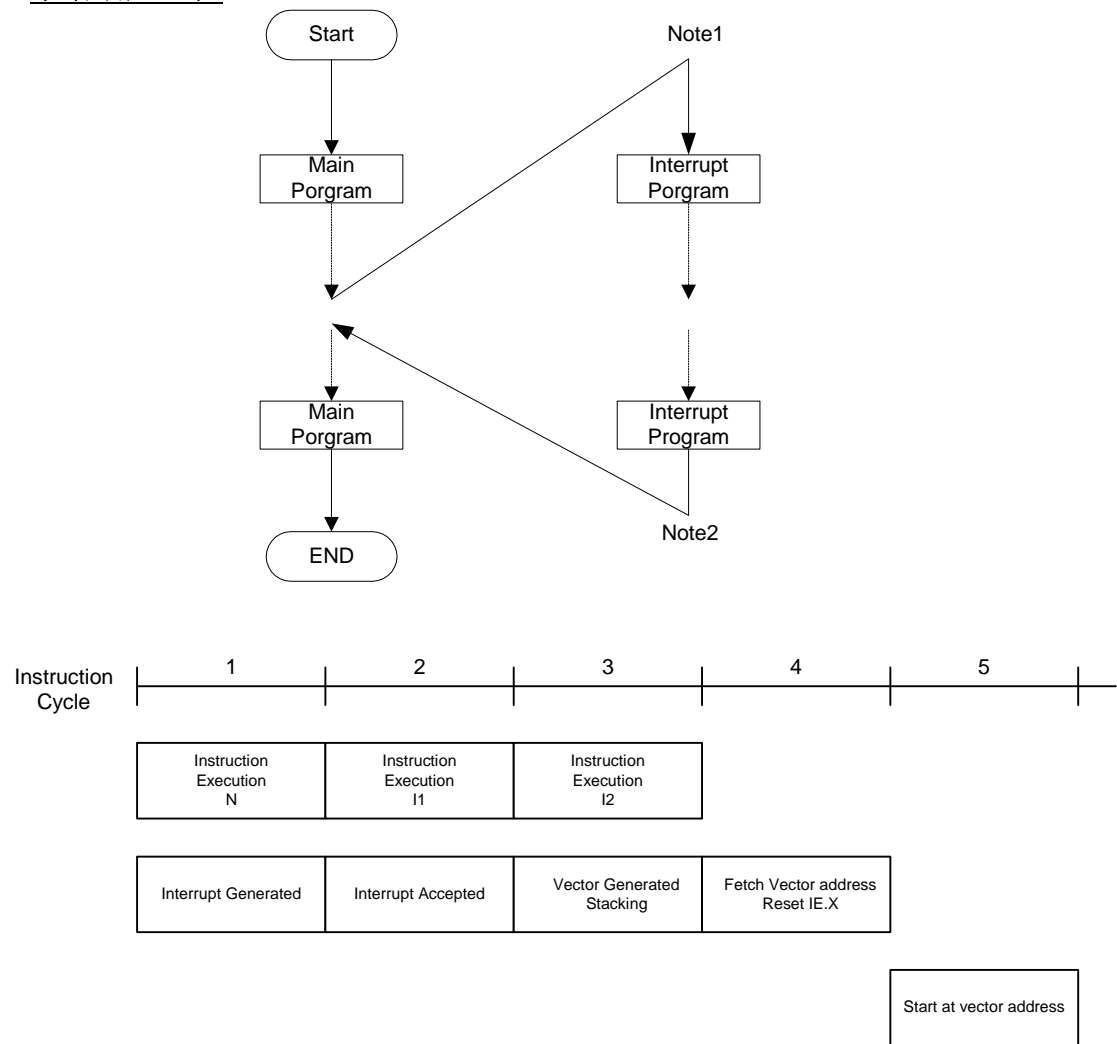 Start
Note1
Main
Porgram
Interrupt
Porgram
Main
Porgram
Interrupt
Program
Note2
END
Instruction
Cycle
1
2
3
4
5
Instruction
Execution
N
Instruction
Execution
I1
Instruction
Execution
I2
Interrupt Generated
Interrupt Accepted
Vector Generated
Stacking
Fetch Vector address
Reset IE.X
Start at vector address